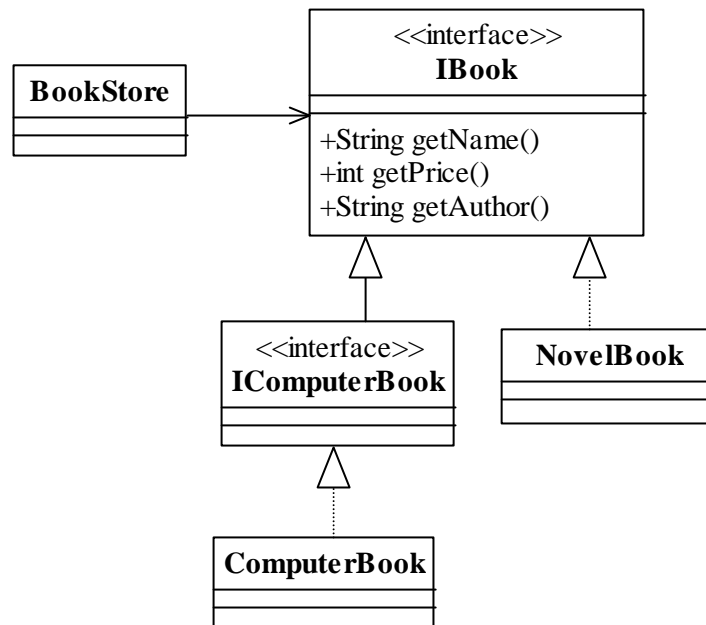 <<interface>>
IBook
BookStore
+String getName()
+int getPrice()
+String getAuthor()
<<interface>>
IComputerBook
NovelBook
ComputerBook